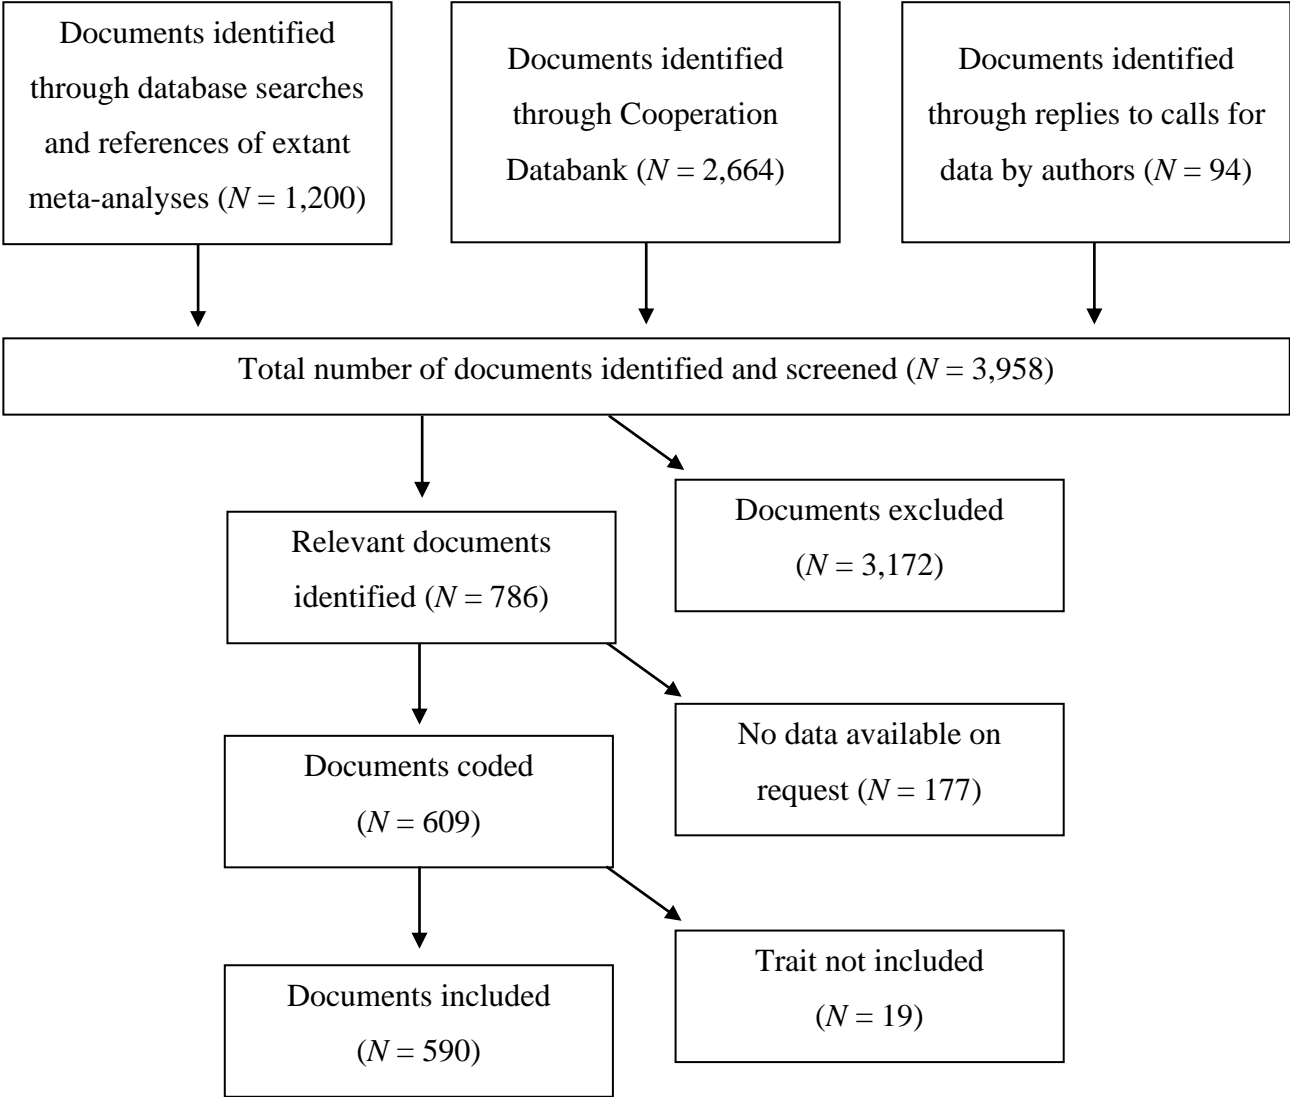 Documents identified
through database searches
and references of extant
meta-analyses (N = 1,200)
Documents identified
through Cooperation
Databank (N = 2,664)
Documents identified
through replies to calls for
data by authors (N = 94)
Total number of documents identified and screened (N = 3,958)
Documents excluded
(N = 3,172)
Relevant documents
identified (N = 786)
No data available on
request (N = 177)
Documents coded
(N = 609)
Trait not included
(N = 19)
Documents included
(N = 590)